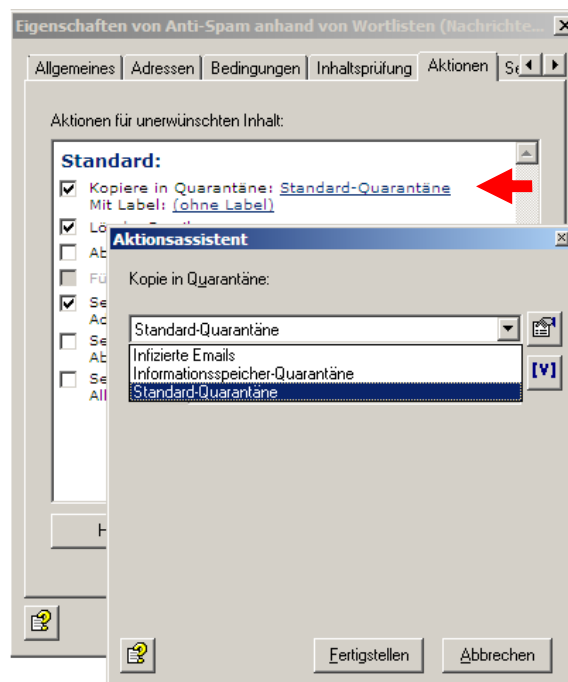 Eigenschaften von Anti-Spam anhand von Wortlisten (Nachrichte...
Allgemeines Adressen Bedingungen Inhaltsprüfung Aktionen
Aktionen für unerwünschten Inhalt:
Standard:
Kopiere in Quarantäne: Standard-Quarantäne
Mit Label: (ohne Label)
Aktionsassistent
Kopie in Quarantäne:
Standard-Quarantäne
Infizierte Emails
Informationsspeicher-Quarantäne
Standard-Quarantäne
[V]
Fertigstellen Abbrechen